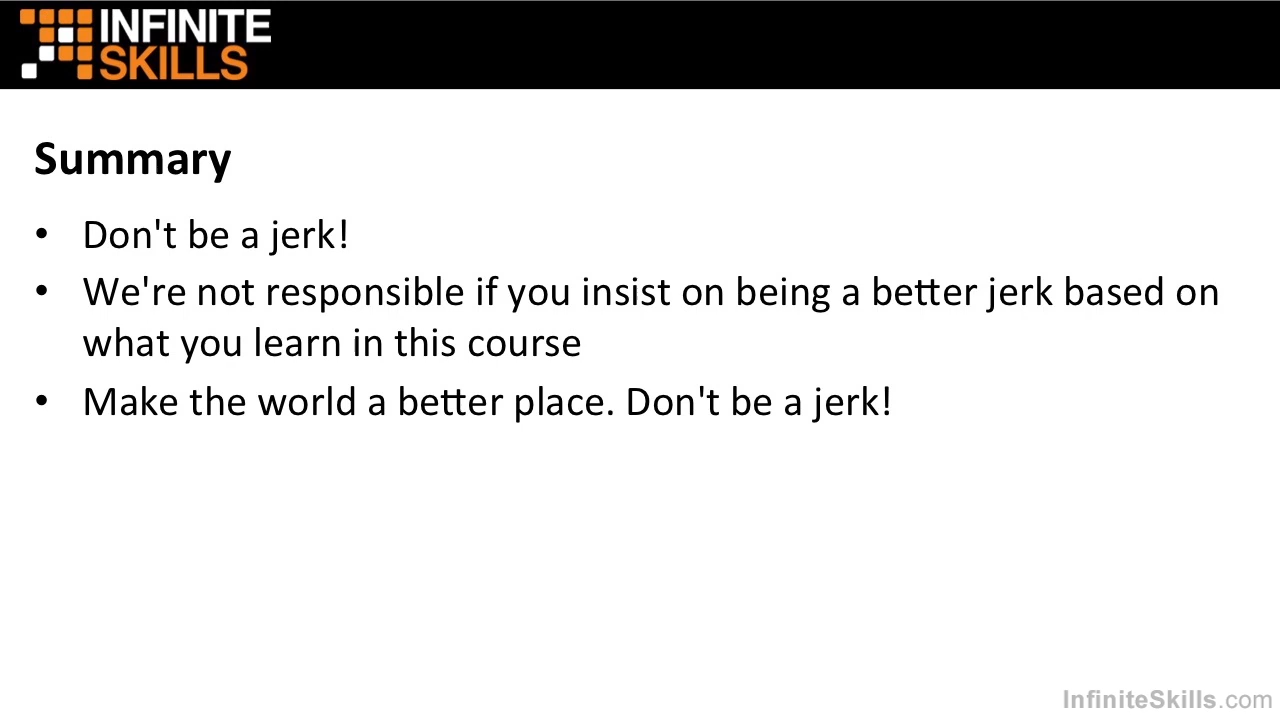 INFINITE
SKILLS
Summary
• Don't be a jerk!
• We're not responsible if you insist on being a better jerk based on
what you learn in this course
• Make the world a better place. Don't be a jerk!
InfiniteSkills.com